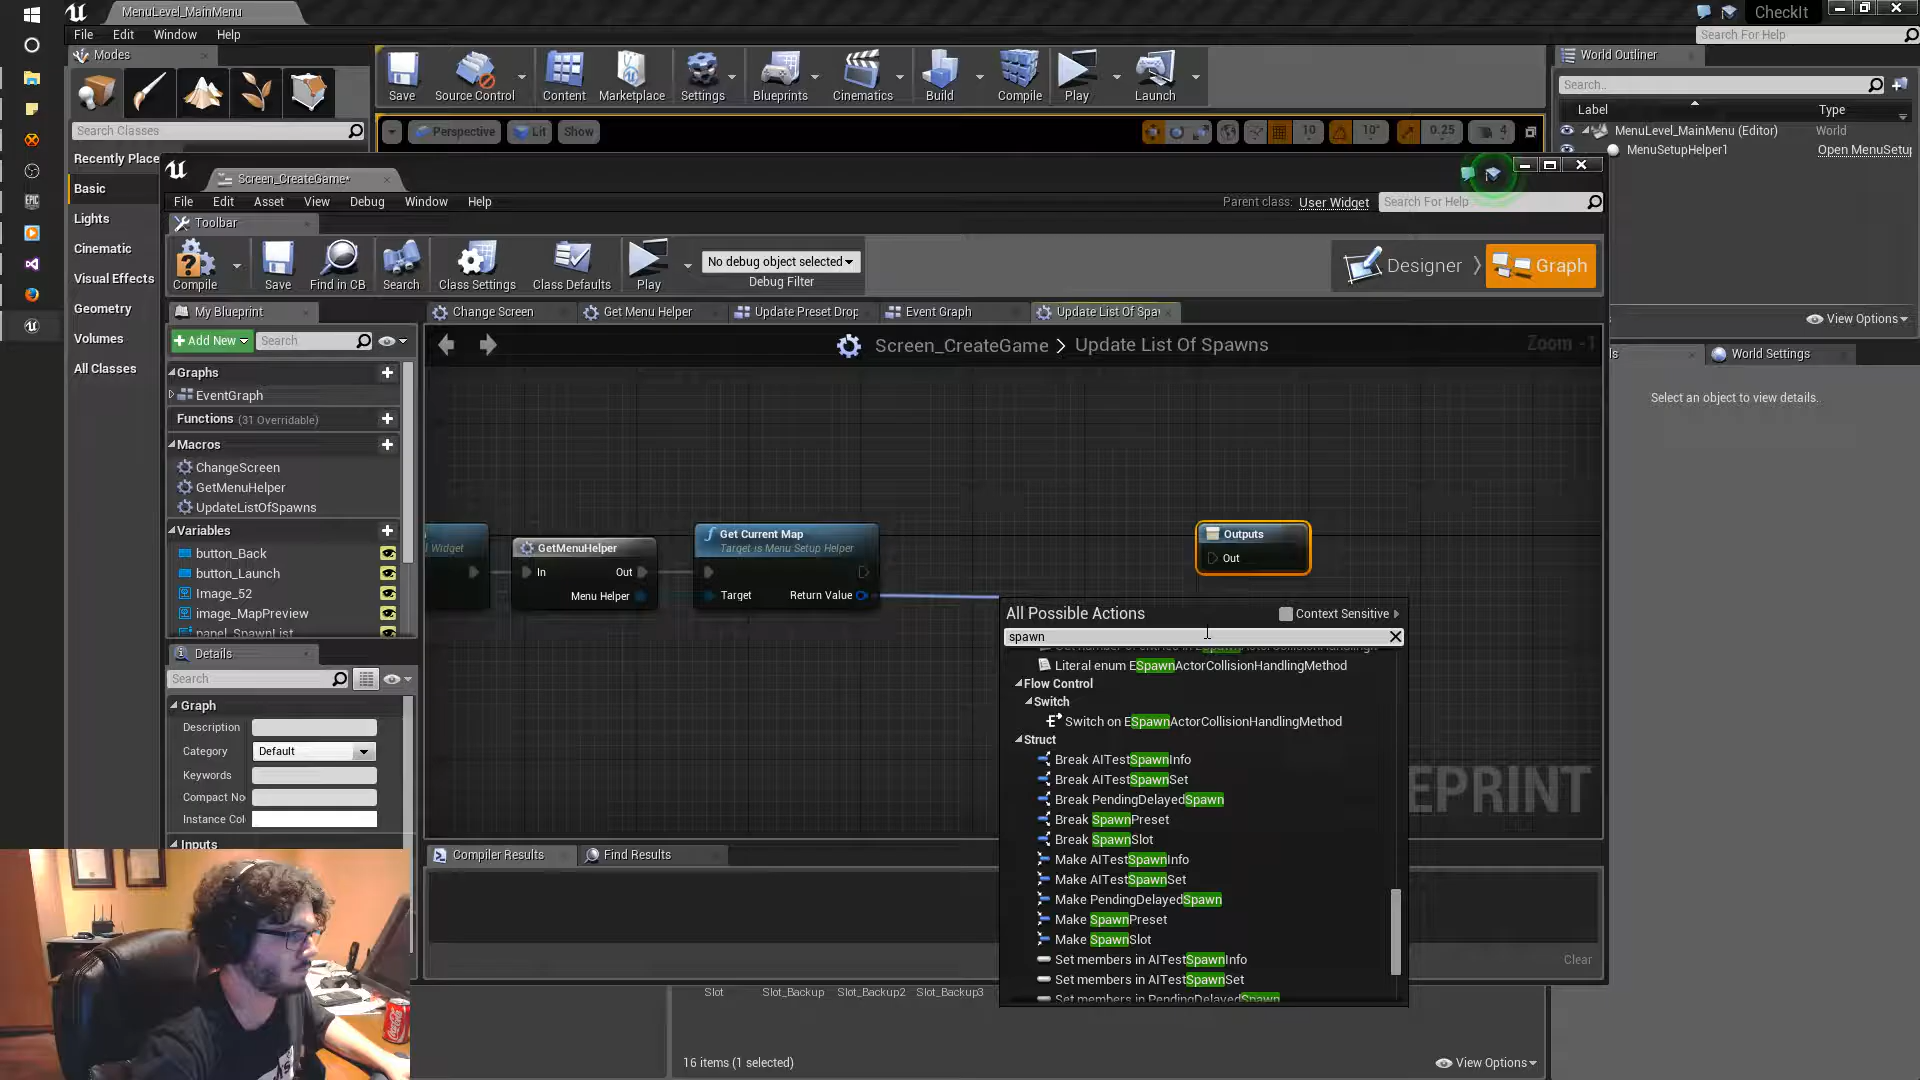 MenuLevel_MainMenu
CheckIt
File Edit Window Help
Search For Help
Modes
World Outliner
Save
Source Control
Content
Marketplace
Settings
Blueprints
Cinematics
Build
Compile
Play
Launch
Search..
Label
Type
Search Classes
Perspective
Lit
Show
10
10°
0.25
4
MenuLevel_MainMenu (Editor)
World
MenuSetupHelper1
Open MenuSetup
Recently Place
Basic
Lights
Cinematic
Visual Effects
Geometry
Volumes
All Classes
View Options
World Settings
Select an object to view details.
Screen_CreateGame*
File Edit Asset View Debug Window Help
Parent class: User Widget
Search For Help
Toolbar
Compile
Save
Find in CB
Search
Class Settings
Class Defaults
Play
No debug object selected
Debug Filter
Designer
Graph
My Blueprint
Change Screen
Get Menu Helper
Update Preset Drop
Event Graph
Update List Of Spa
Add New
Search
Screen_CreateGame > Update List Of Spawns
Zoom -1
Graphs
EventGraph
Functions (31 Overridable)
Macros
ChangeScreen
GetMenuHelper
UpdateListOfSpawns
Variables
button_Back
button_Launch
Image_52
image_MapPreview
panel_SpawnList
Widget
GetMenuHelper
In
Out
Menu Helper
Get Current Map
Target is Menu Setup Helper
Target
Return Value
Outputs
Out
All Possible Actions
Context Sensitive
spawn
Literal enum ESpawnActorCollisionHandlingMethod
Flow Control
Switch
Switch on ESpawnActorCollisionHandlingMethod
Struct
Break AITestSpawnInfo
Break AITestSpawnSet
Break PendingDelayedSpawn
Break SpawnPreset
Break SpawnSlot
Make AITestSpawnInfo
Make AITestSpawnSet
Make PendingDelayedSpawn
Make SpawnPreset
Make SpawnSlot
Set members in AITestSpawnInfo
Set members in AITestSpawnSet
Set members in PendingDelayedSpawn
EPRINT
Details
Search
Graph
Description
Category
Default
Keywords
Compact No
Instance Col
Inputs
Compiler Results
Find Results
Clear
Slot
Slot_Backup
Slot_Backup2
Slot_Backup3
16 items (1 selected)
View Options
Coca-Cola